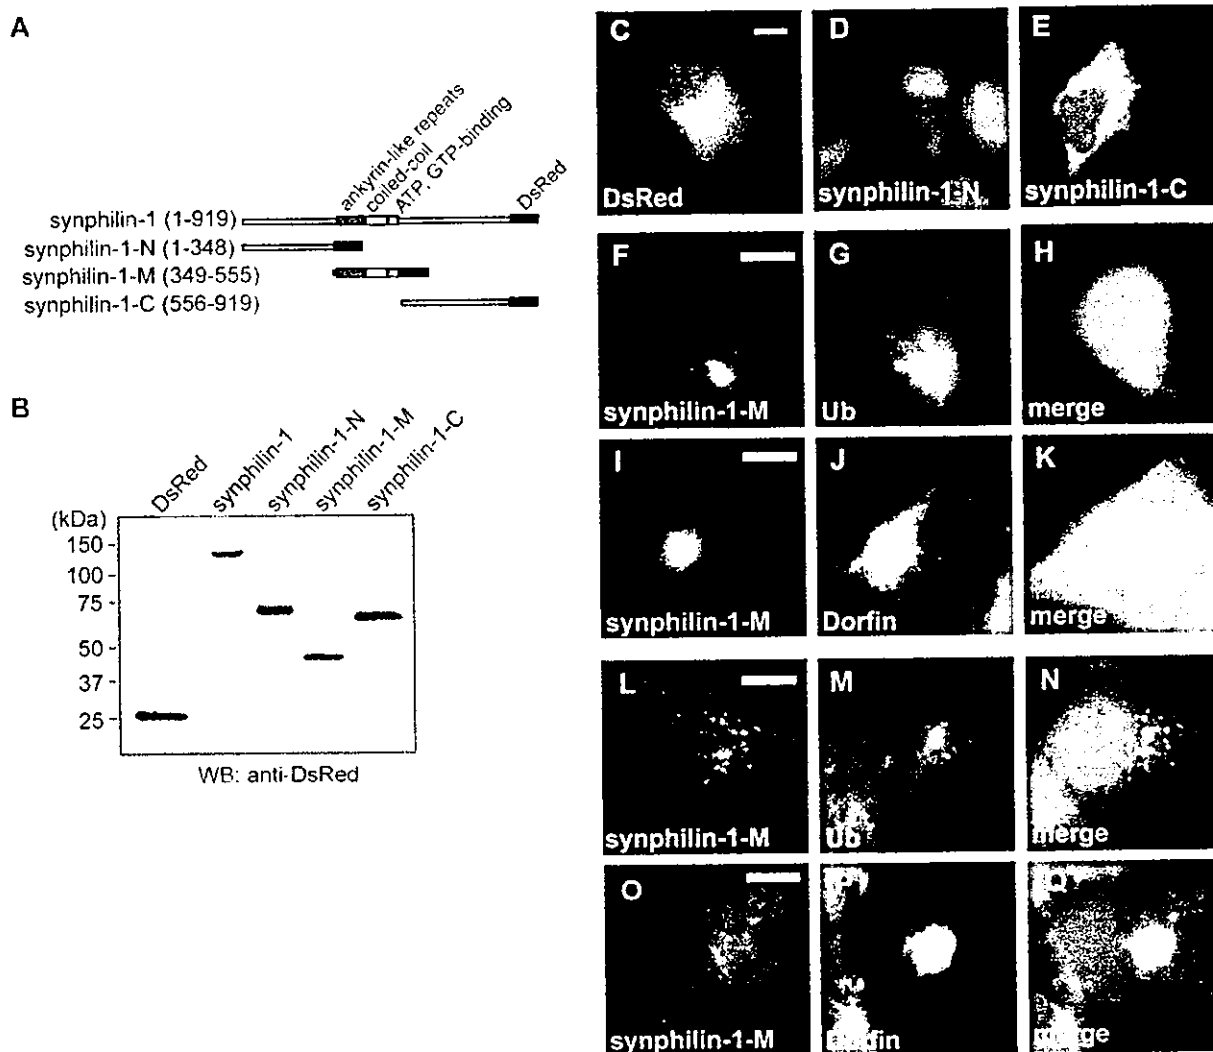 A
ankyrin-like repeats
coiled-coil
ATP, GTP-binding
DsRed
synphilin-1 (1-919)
synphilin-1-N (1-348)
synphilin-1-M (349-555)
synphilin-1-C (556-919)
B
DsRed
synphilin-1
synphilin-1-N
synphilin-1-M
synphilin-1-C
(kDa)
150
100
75
50
37
25
WB: anti-DsRed
C
DsRed
D
synphilin-1-N
E
synphilin-1-C
F
synphilin-1-M
G
Ub
H
merge
I
synphilin-1-M
J
Dorfin
K
merge
L
synphilin-1-M
M
Ub
N
merge
O
synphilin-1-M
P
Dorfin
Q
merge